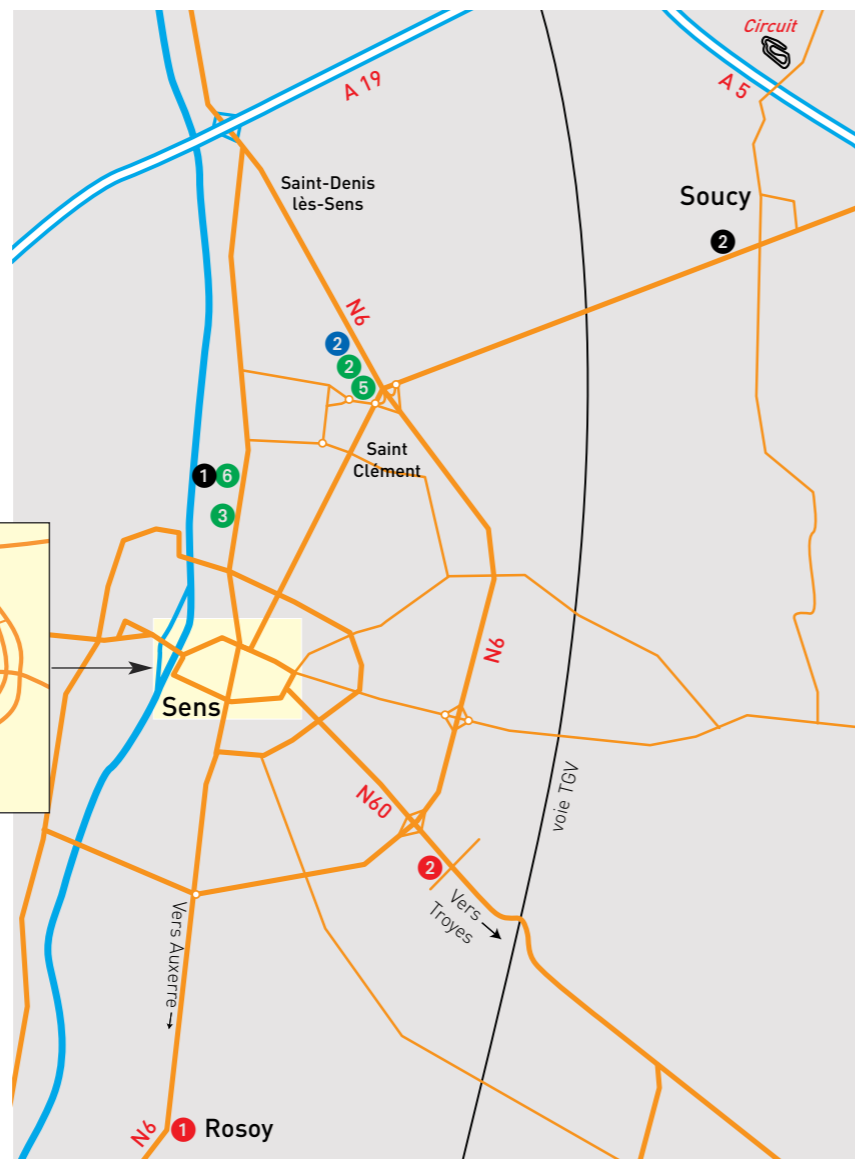 Circuit
A 19
A 5
Saint-Denis
lès-Sens
Soucy
2
N6
2
2
5
Saint
Clément
1
6
3
N6
Sens
voie TGV
N60
2
Vers
Troyes
Vers Auxerre
N6
1
Rosoy